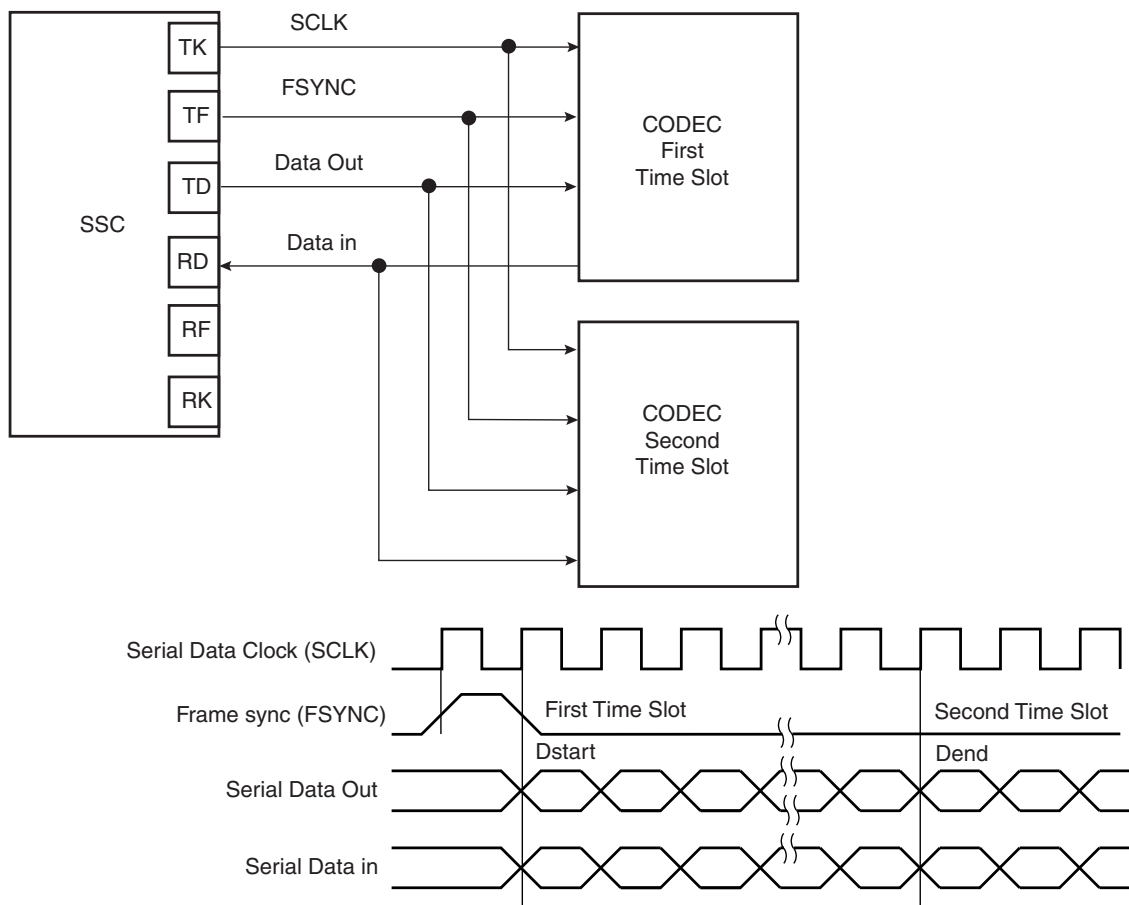 SSC
TK
TF
TD
RD
RF
RK
SCLK
FSYNC
Data Out
Data in
CODEC
First
Time Slot
CODEC
Second
Time Slot
Serial Data Clock (SCLK)
Frame sync (FSYNC)
First Time Slot
Second Time Slot
Dstart
Dend
Serial Data Out
Serial Data in